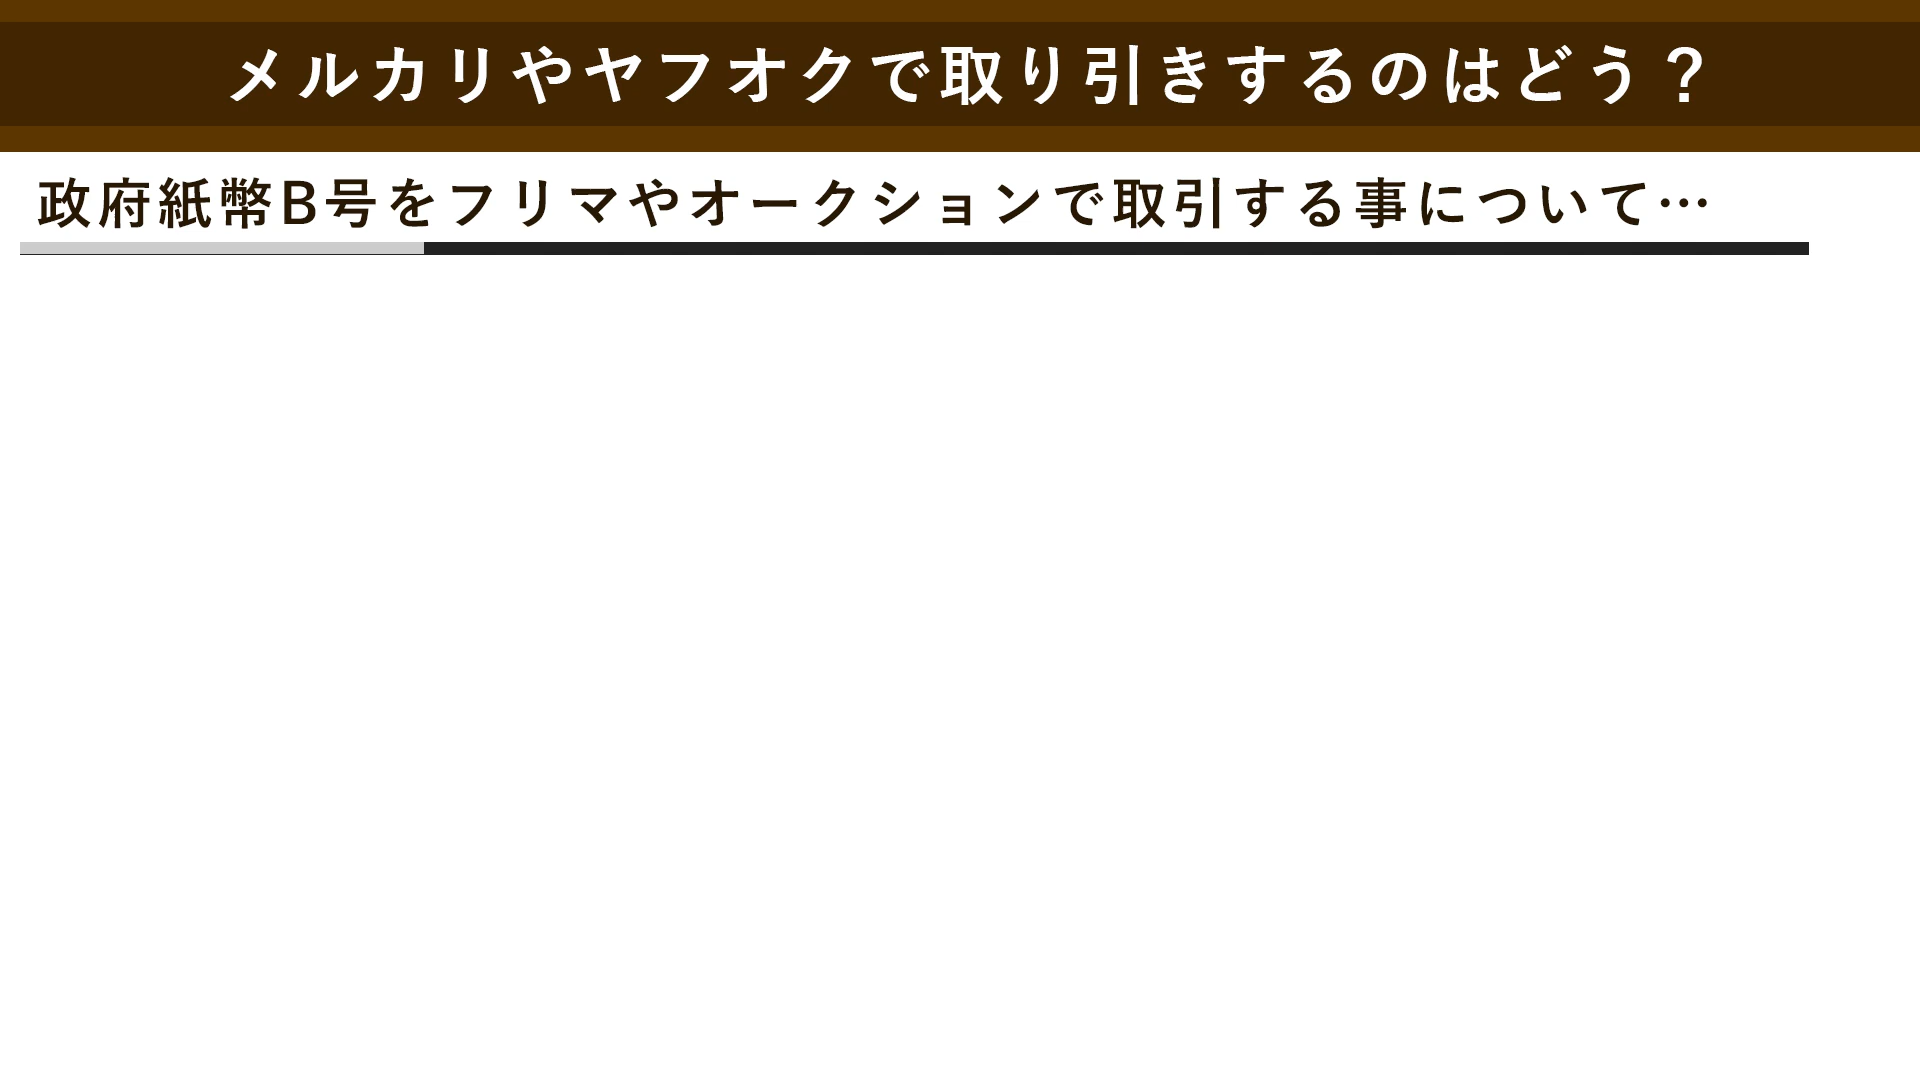 メルカリやヤフオクで取り引きするのはどう？
政府紙幣B号をフリマやオークションで取引する事について…